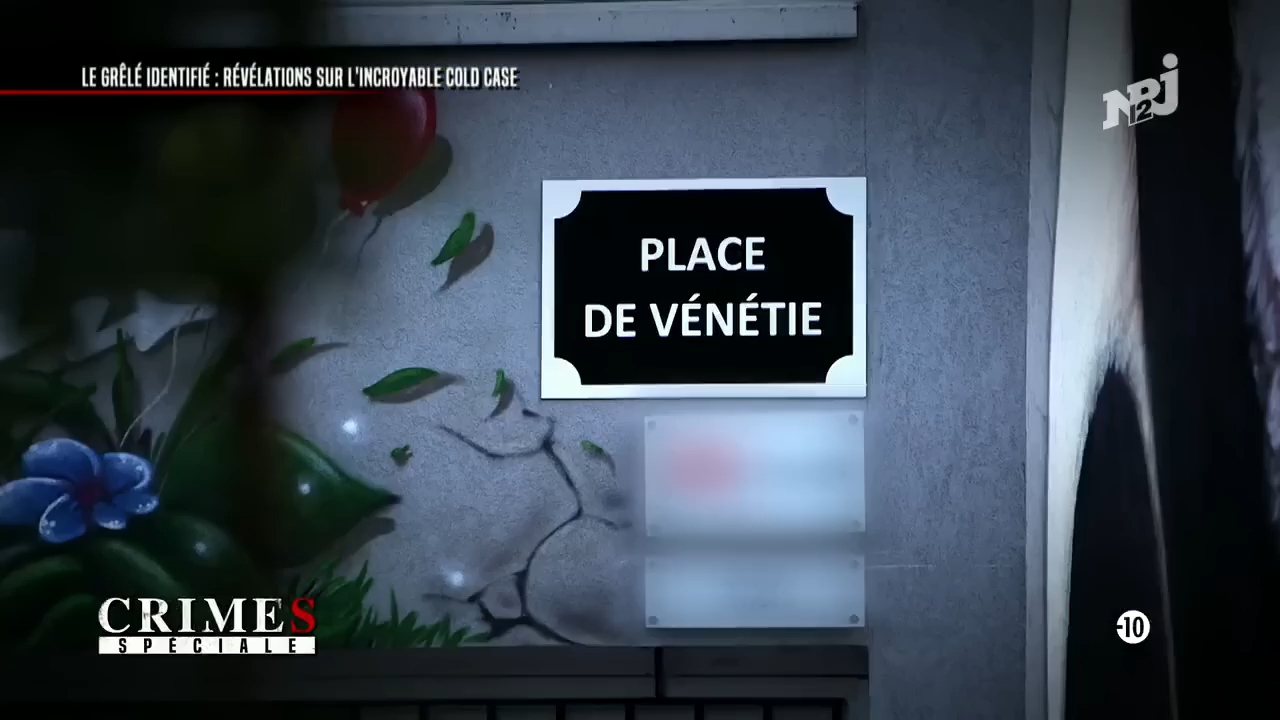 LE GRÊLÉ IDENTIFIÉ : RÉVÉLATIONS SUR L'INCROYABLE COLD CASE
NRJ
12
PLACE
DE VÉNÉTIE
CRIMES
SPÉCIALE
-10